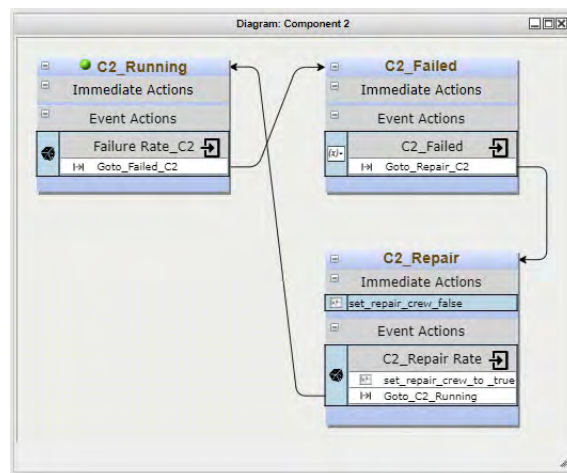 Diagram: Component 2
C2_Running
Immediate Actions
Event Actions
Failure Rate_C2
Goto_Failed_C2
C2_Failed
Immediate Actions
Event Actions
C2_Failed
Goto_Repair_C2
C2_Repair
Immediate Actions
set_repair_crew_false
Event Actions
C2_Repair Rate
set_repair_crew_to _true
Goto_C2_Running